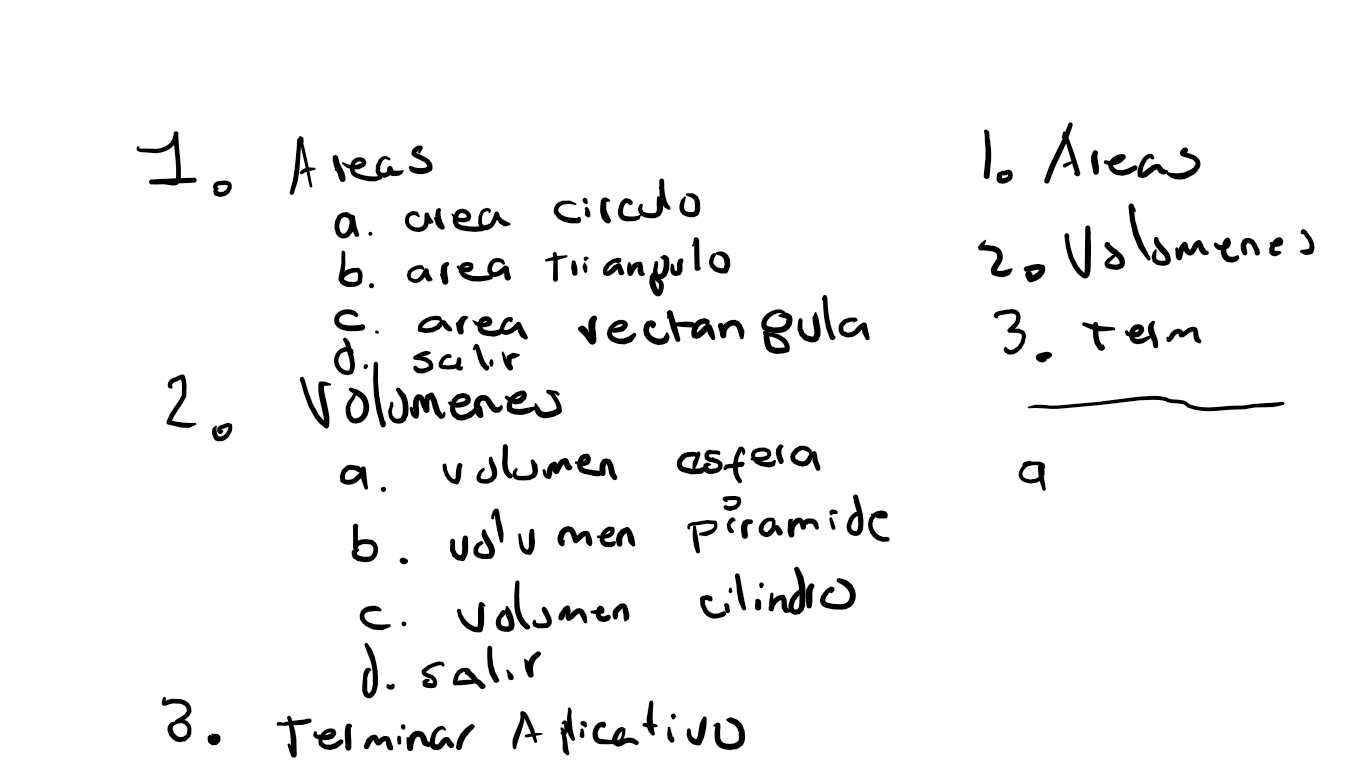 1. Areas
a. area circulo
b. area triangulo
c. area rectangula
d. salir
2. Volumenes
a. volumen esfera
b. volumen piramide
c. volumen cilindro
d. salir
3. Terminar Aplicativo
1. Areas
2. Volumenes
3. Term
a